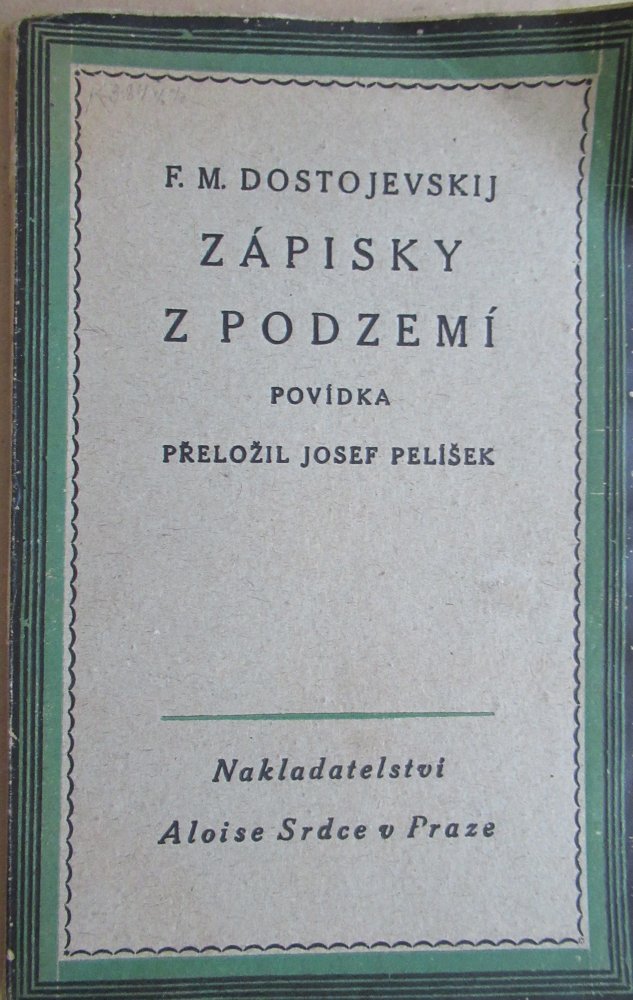 F. M. DOSTOJEVSKIJ
ZÁPISKY
Z PODZEMÍ
POVÍDKA
PŘELOŽIL JOSEF PELÍŠEK
Nakladatelství
Aloise Srdce v Praze